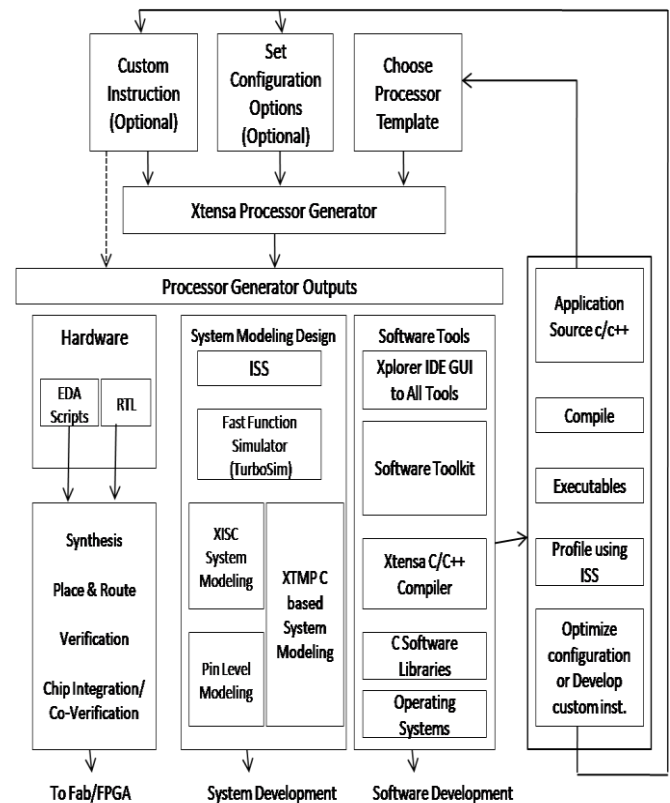 Custom
Instruction
(Optional)
Set
Configuration
Options
(Optional)
Choose
Processor
Template
Xtensa Processor Generator
Processor Generator Outputs
Hardware
EDA
Scripts
RTL
Synthesis
Place & Route
Verification
Chip Integration/
Co-Verification
To Fab/FPGA
System Modeling Design
ISS
Fast Function
Simulator
(TurboSim)
XISC
System
Modeling
XTMP C
based
System
Modeling
Pin Level
Modeling
System Development
Software Tools
Xplorer IDE GUI
to All Tools
Software Toolkit
Xtensa C/C++
Compiler
C Software
Libraries
Operating
Systems
Software Development
Application
Source c/c++
Compile
Executables
Profile using
ISS
Optimize
configuration
or Develop
custom inst.